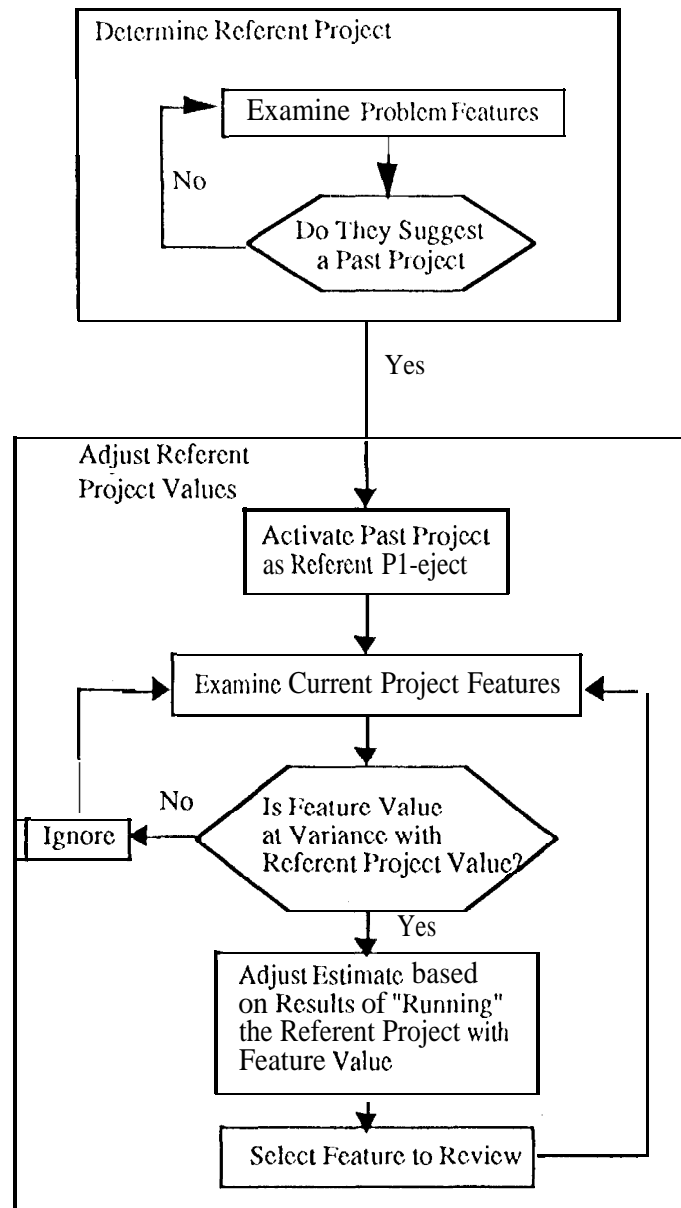 Determine Referent Project
Examine Problem Features
No
Do They Suggest
a Past Project
Yes
Adjust Referent
Project Values
Activate Past Project
as Referent P1-eject
Examine Current Project Features
No
Is Feature Value
at Variance with
Referent Project Value?
Ignore
Yes
Adjust Estimate based
on Results of "Running"
the Referent Project with
Feature Value
Select Feature to Review